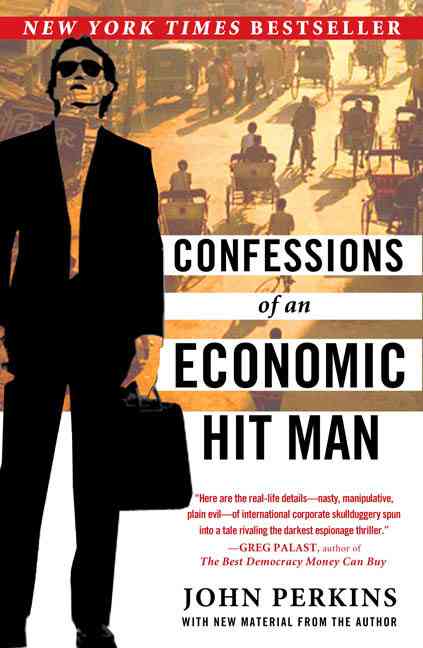 NEW YORK TIMES BESTSELLER
CONFESSIONS
of an
ECONOMIC
HIT MAN
"Here are the real-life details—nasty, manipulative,
plain evil—of international corporate skullduggery spun
into a tale rivaling the darkest espionage thriller."
—GREG PALAST, author of
The Best Democracy Money Can Buy
JOHN PERKINS
WITH NEW MATERIAL FROM THE AUTHOR